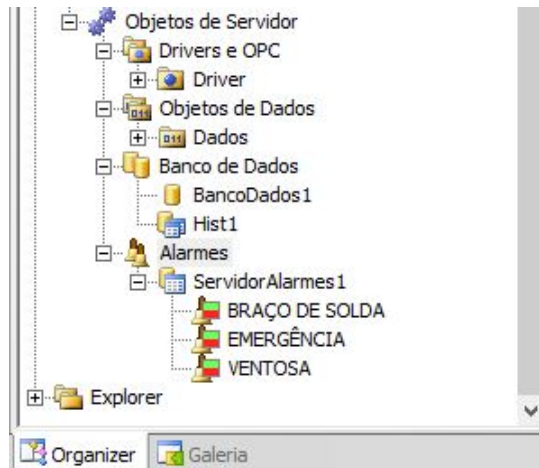 Objetos de Servidor
Drivers e OPC
Driver
Objetos de Dados
Dados
Banco de Dados
BancoDados1
Hist1
Alarmes
ServidorAlarmes1
BRAÇO DE SOLDA
EMERGÊNCIA
VENTOSA
Explorer
Organizer Galeria